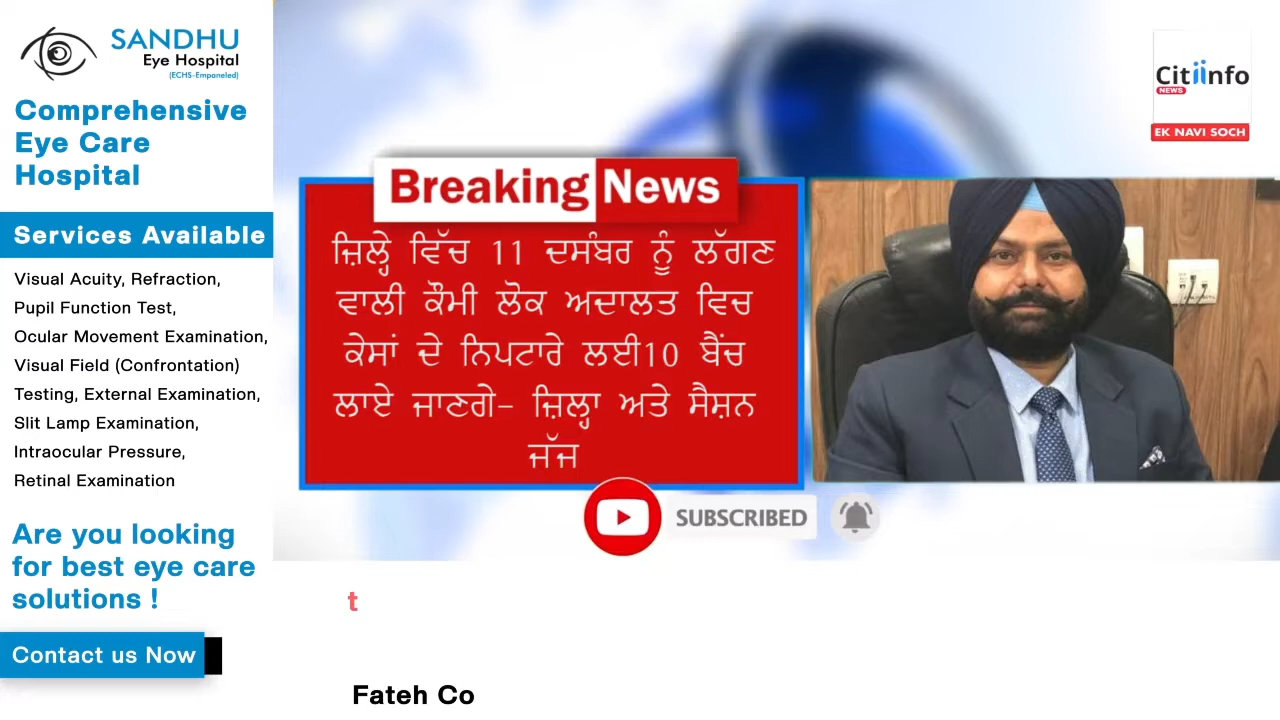 SANDHU
Eye Hospital
(ECHS-Empaneled)
Comprehensive
Eye Care
Hospital
Services Available
Visual Acuity, Refraction,
Pupil Function Test,
Ocular Movement Examination,
Visual Field (Confrontation)
Testing, External Examination,
Slit Lamp Examination,
Intraocular Pressure,
Retinal Examination
Are you looking
for best eye care
solutions !
Contact us Now
Citiinfo
NEWS
EK NAVI SOCH
Breaking News
ਜ਼ਿਲ੍ਹੇ ਵਿੱਚ 11 ਦਸੰਬਰ ਨੂੰ ਲੱਗਣ
ਵਾਲੀ ਕੌਮੀ ਲੋਕ ਅਦਾਲਤ ਵਿਚ
ਕੇਸਾਂ ਦੇ ਨਿਪਟਾਰੇ ਲਈ10 ਬੈਂਚ
ਲਾਏ ਜਾਣਗੇ- ਜ਼ਿਲ੍ਹਾ ਅਤੇ ਸੈਸ਼ਨ
ਜੱਜ
SUBSCRIBED
t
Fateh Co